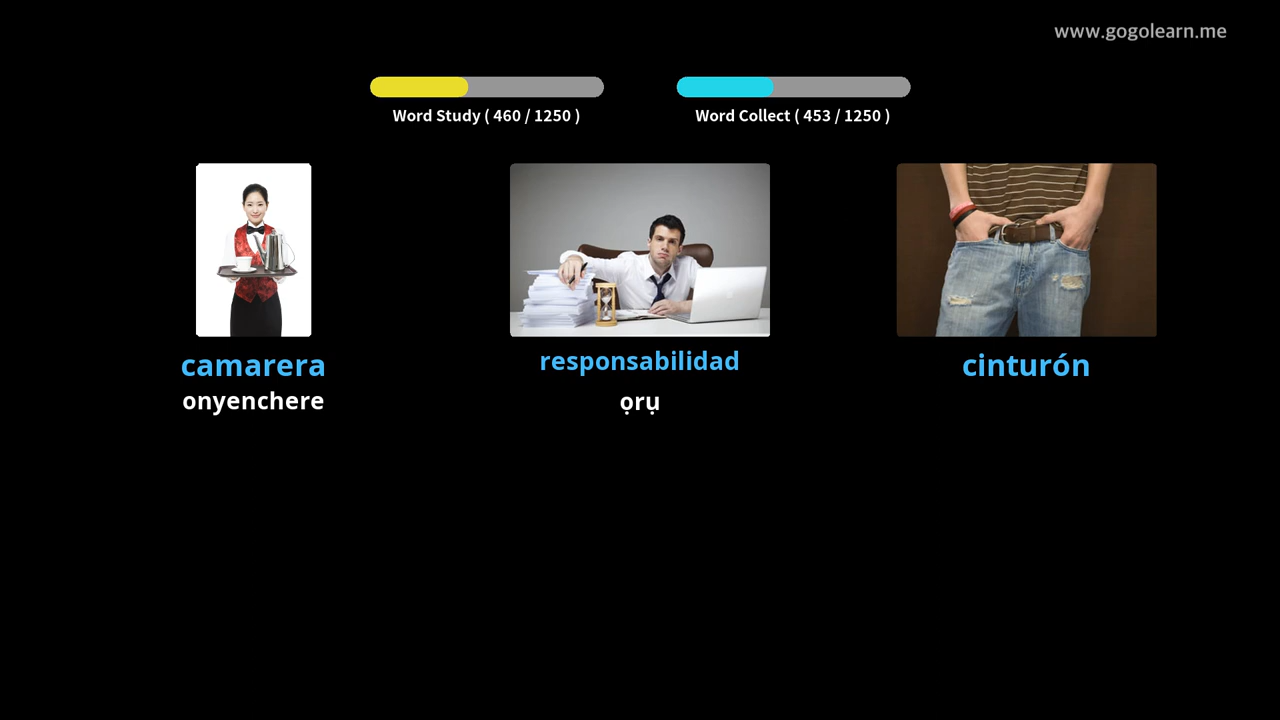 www.gogolearn.me
Word Study ( 460 / 1250 )
Word Collect ( 453 / 1250 )
camarera
responsabilidad
cinturón
onyenchere
ọrụ